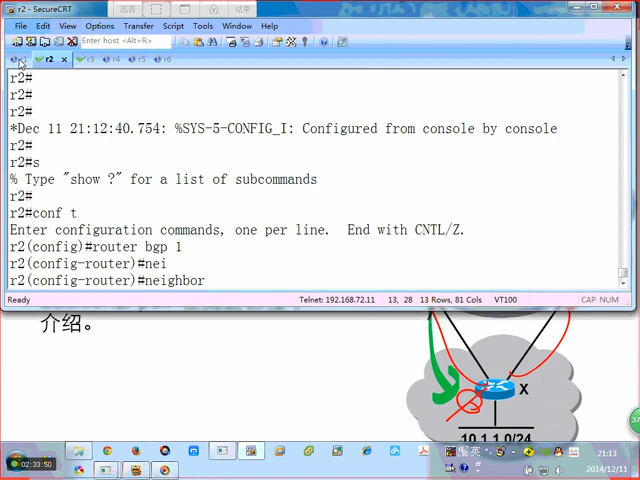 r2 - SecureCRT
File Edit View Options Transfer Script Tools Window Help
Enter host <Alt+R>
r2 r3 r4 r5 r6
r2#
r2#
r2#
*Dec 11 21:12:40.754: %SYS-5-CONFIG_I: Configured from console by console
r2#
r2#s
% Type "show ?" for a list of subcommands
r2#
r2#conf t
Enter configuration commands, one per line.  End with CNTL/Z.
r2(config)#router bgp 1
r2(config-router)#nei
r2(config-router)#neighbor
Ready Telnet: 192.168.72.11 13, 28 13 Rows, 81 Cols VT100 CAP NUM
介绍。
X
10.1.1.0/24
37
英
02:33:50
21:13
2014/12/11